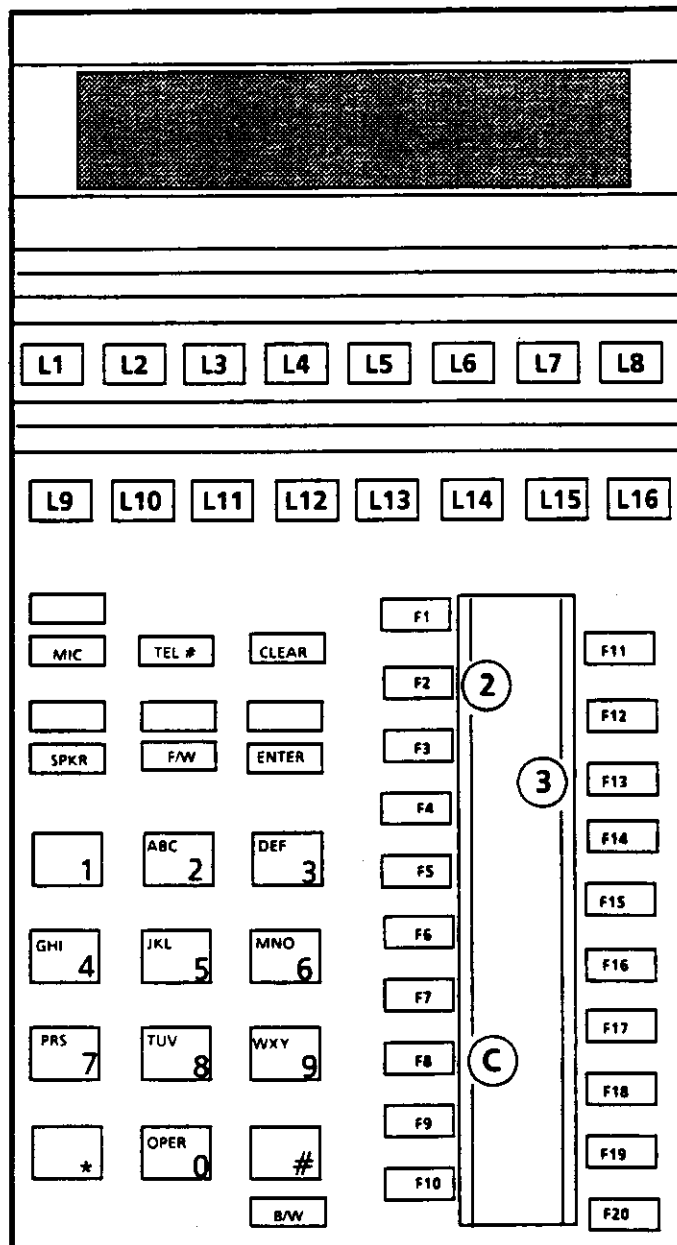 L1 L2 L3 L4 L5 L6 L7 L8
L9 L10 L11 L12 L13 L14 L15 L16
MIC TEL # CLEAR
SPKR F/W ENTER
1 ABC 2 DEF 3
GHI 4 JKL 5 MNO 6
PRS 7 TUV 8 WXY 9
* OPER 0 #
B/W
F1
F2 2
F3
F4
F5
F6
F7
F8 C
F9
F10
F11
F12
3 F13
F14
F15
F16
F17
F18
F19
F20